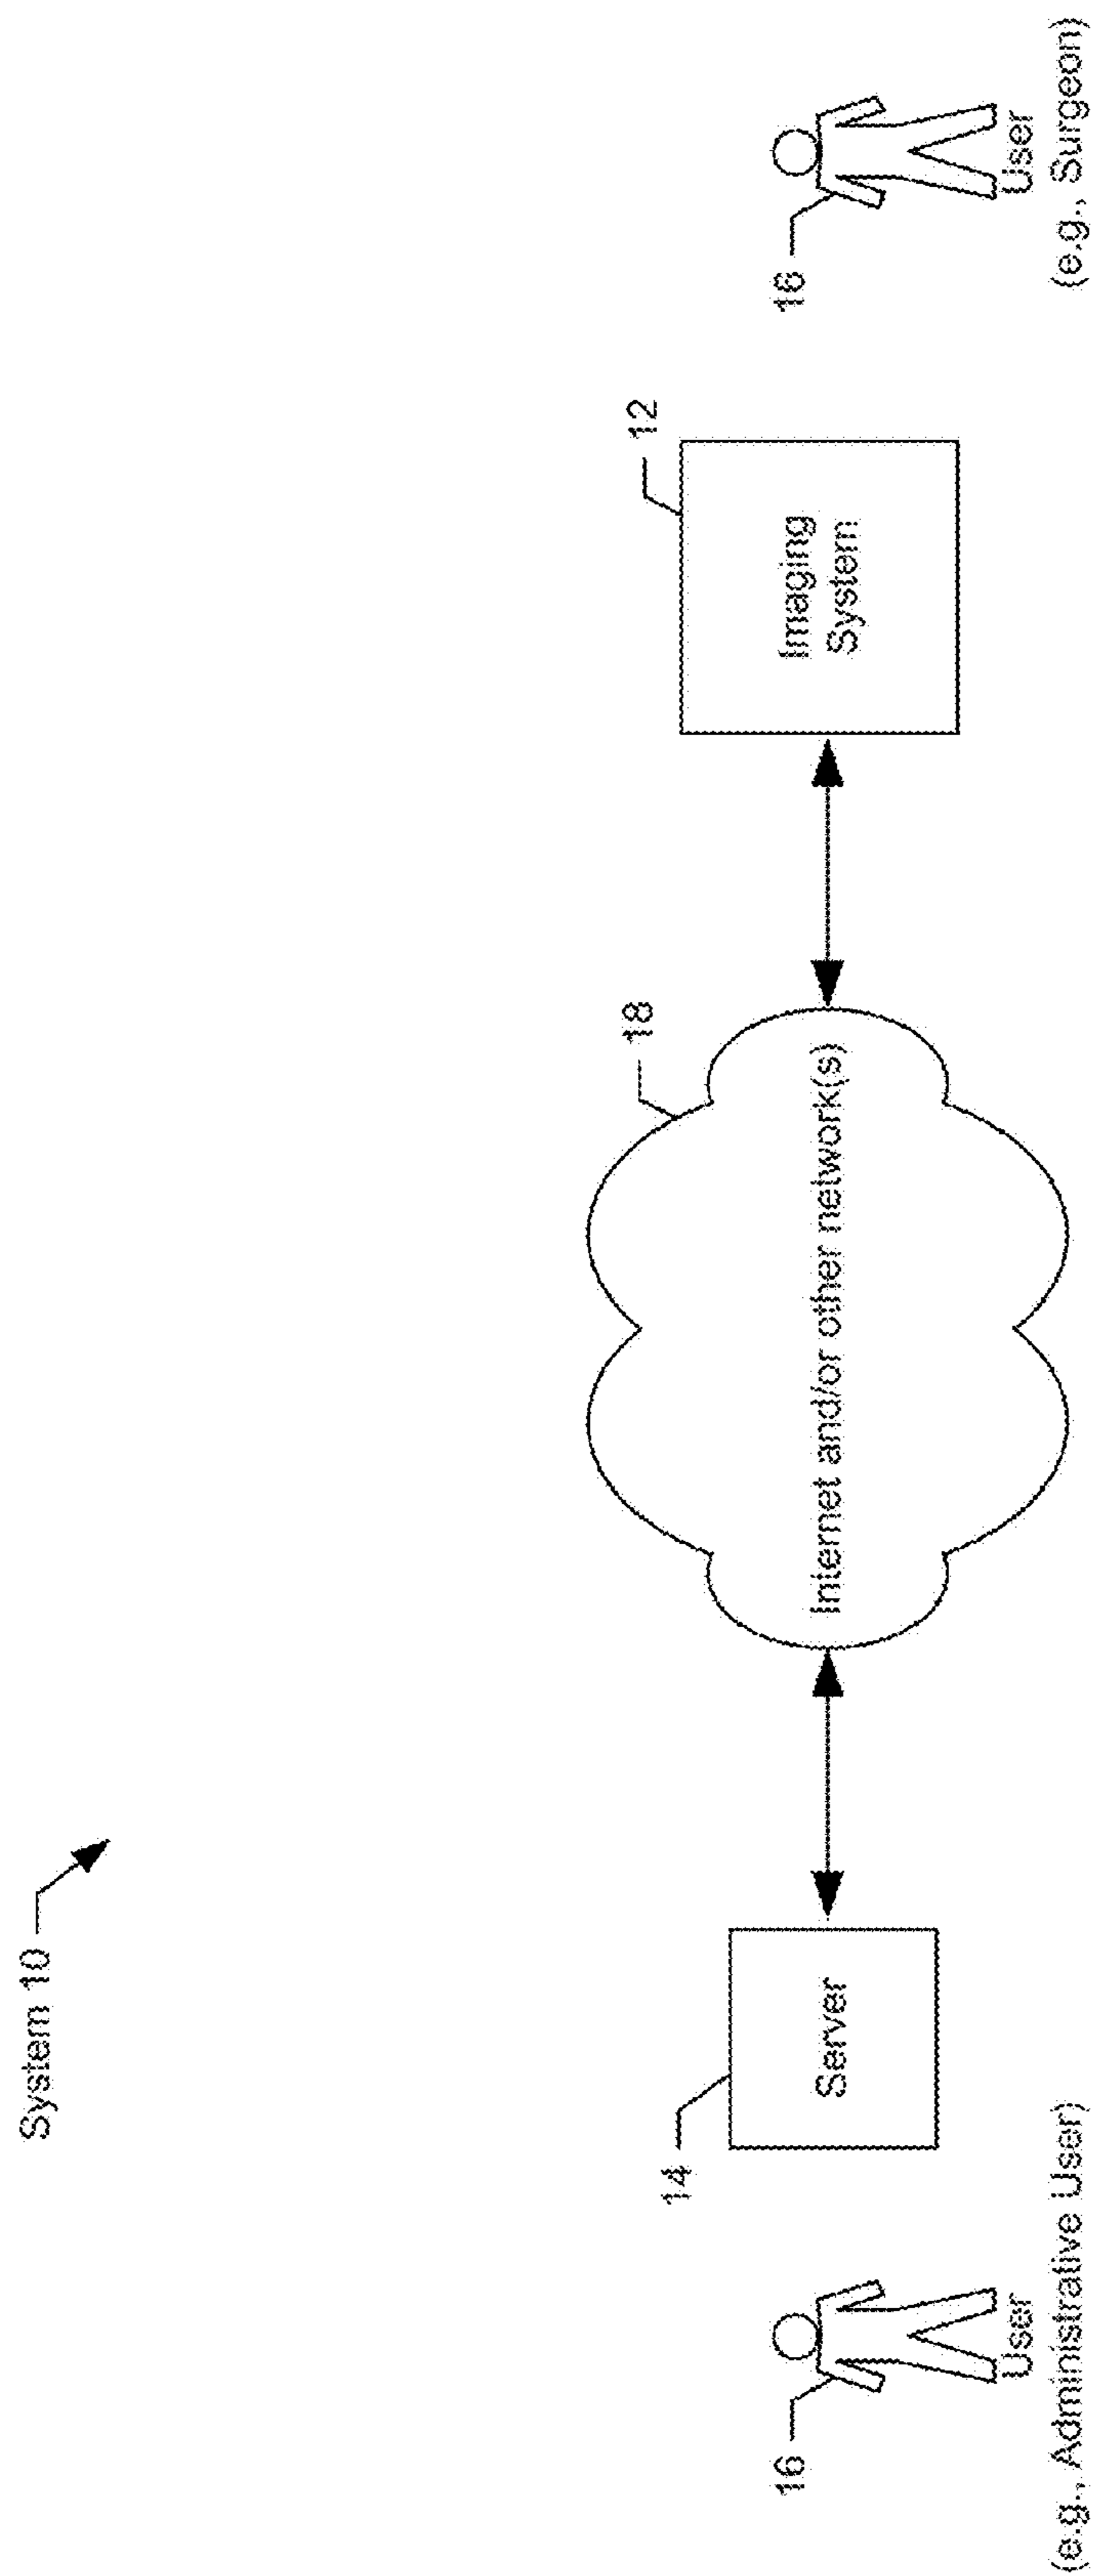 System 10
18
12
14
16
16
Server
Internet and/or other network(s)
Imaging
System
User
(e.g., Administrative User)
User
(e.g., Surgeon)